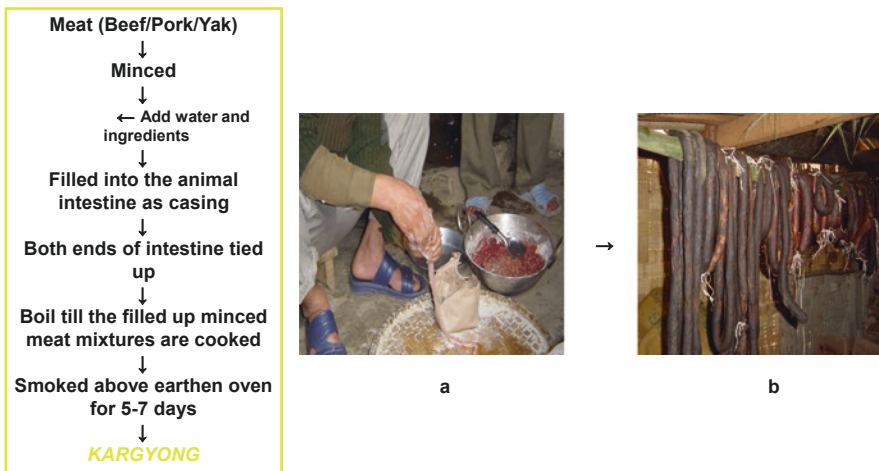 Meat (Beef/Pork/Yak)
↓
Minced
↓
← Add water and
ingredients
↓
Filled into the animal
intestine as casing
↓
Both ends of intestine tied
up
↓
Boil till the filled up minced
meat mixtures are cooked
↓
Smoked above earthen oven
for 5-7 days
↓
KARGYONG
→
a
b